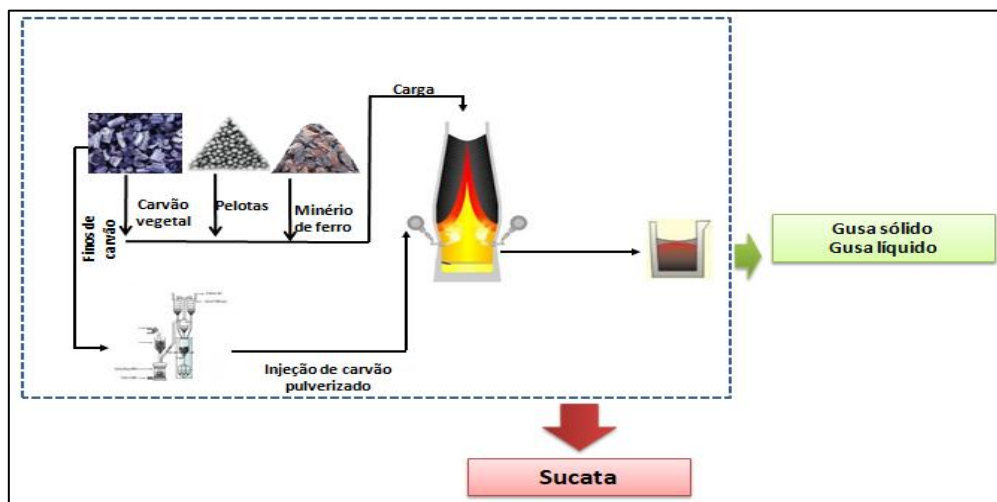 Carga
Carvão
vegetal
Pelotas
Minério
de ferro
Finos de
carvão
Injeção de carvão
pulverizado
Gusa sólido
Gusa líquido
Sucata